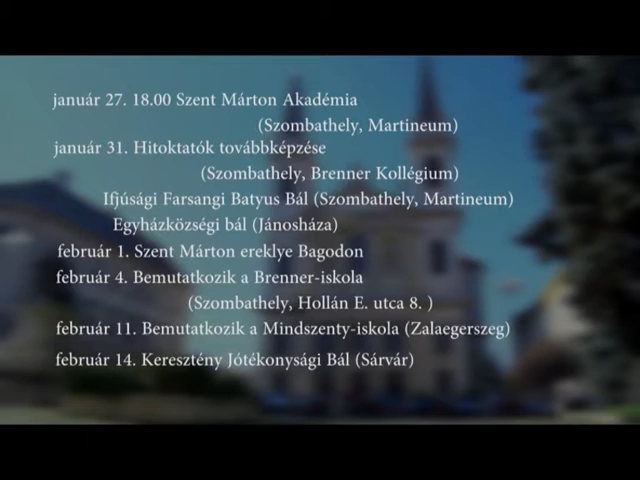 január 27. 18.00 Szent Márton Akadémia
(Szombathely, Martineum)
január 31. Hitoktatók továbbképzése
(Szombathely, Brenner Kollégium)
Ifjúsági Farsangi Batyus Bál (Szombathely, Martineum)
Egyházközségi bál (Jánosháza)
február 1. Szent Márton ereklye Bagodon
február 4. Bemutatkozik a Brenner-iskola
(Szombathely, Hollán E. utca 8. )
február 11. Bemutatkozik a Mindszenty-iskola (Zalaegerszeg)
február 14. Keresztény Jótékonysági Bál (Sárvár)